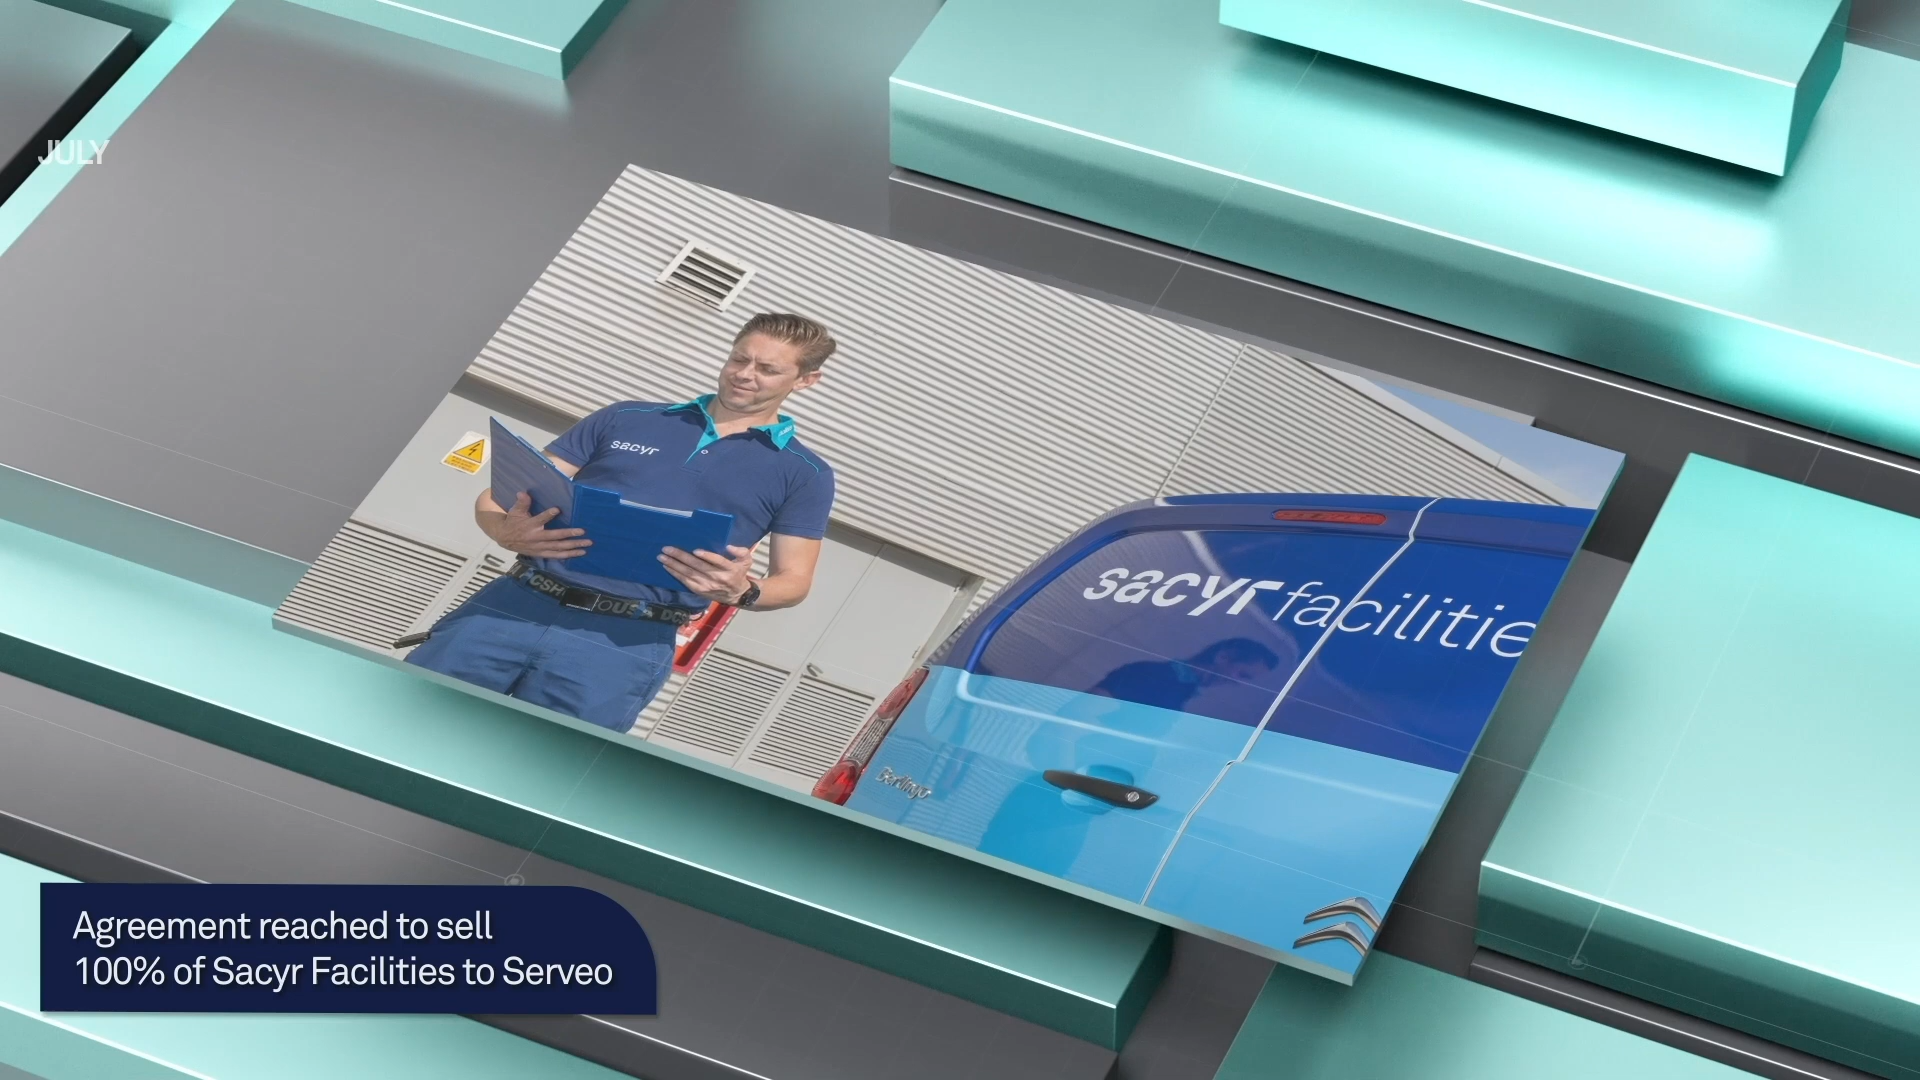 JULY
sacyr
sacyr facilitie
Berlingo
Agreement reached to sell
100% of Sacyr Facilities to Serveo